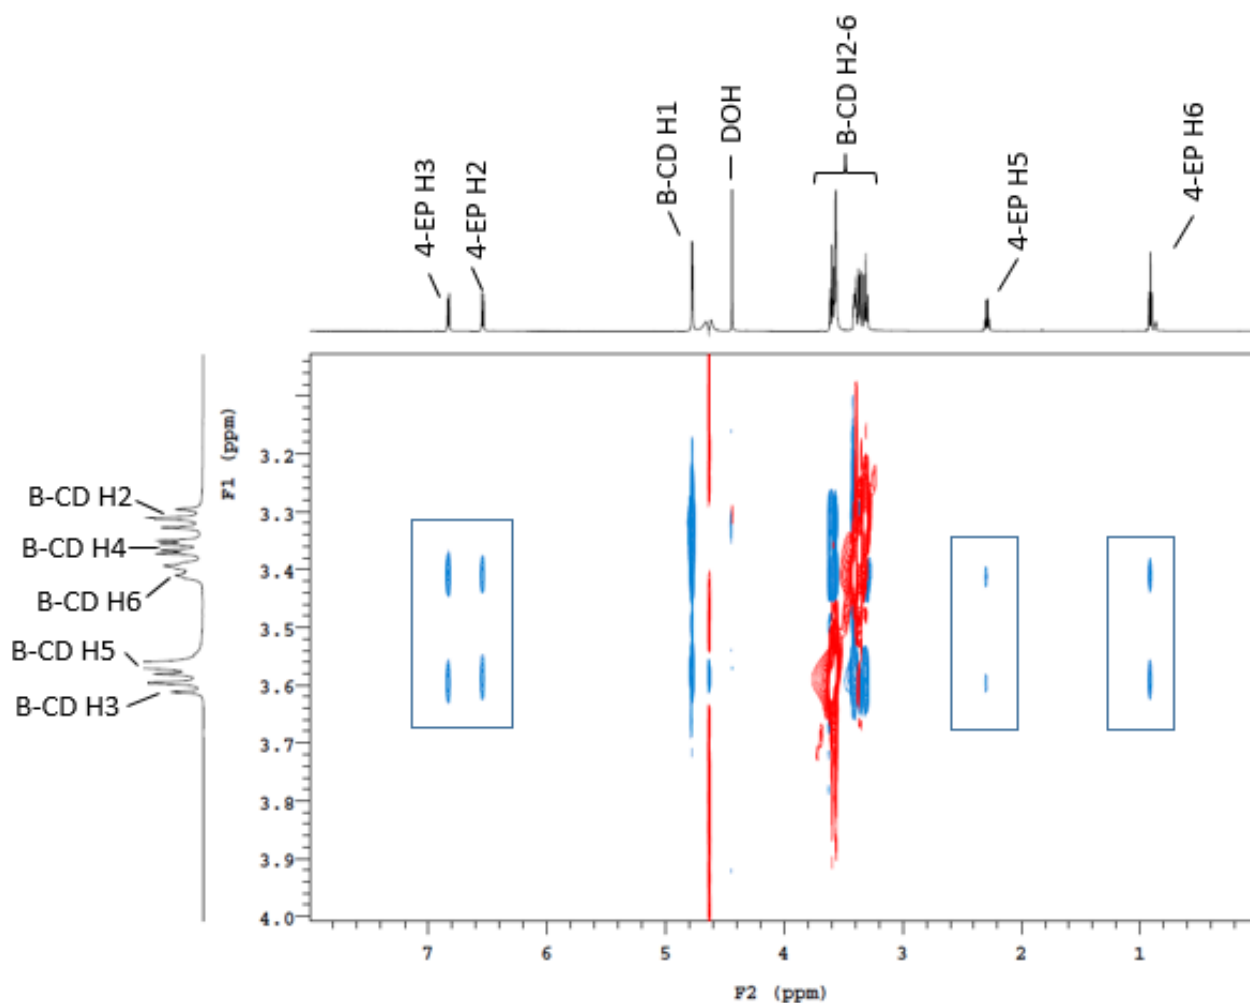 4-EP H3
4-EP H2
B-CD H1
DOH
B-CD H2-6
4-EP H5
4-EP H6
B-CD H2
B-CD H4
B-CD H6
B-CD H5
B-CD H3
F1 (ppm)
3.2
3.3
3.4
3.5
3.6
3.7
3.8
3.9
4.0
7 6 5 4 3 2 1
F2 (ppm)